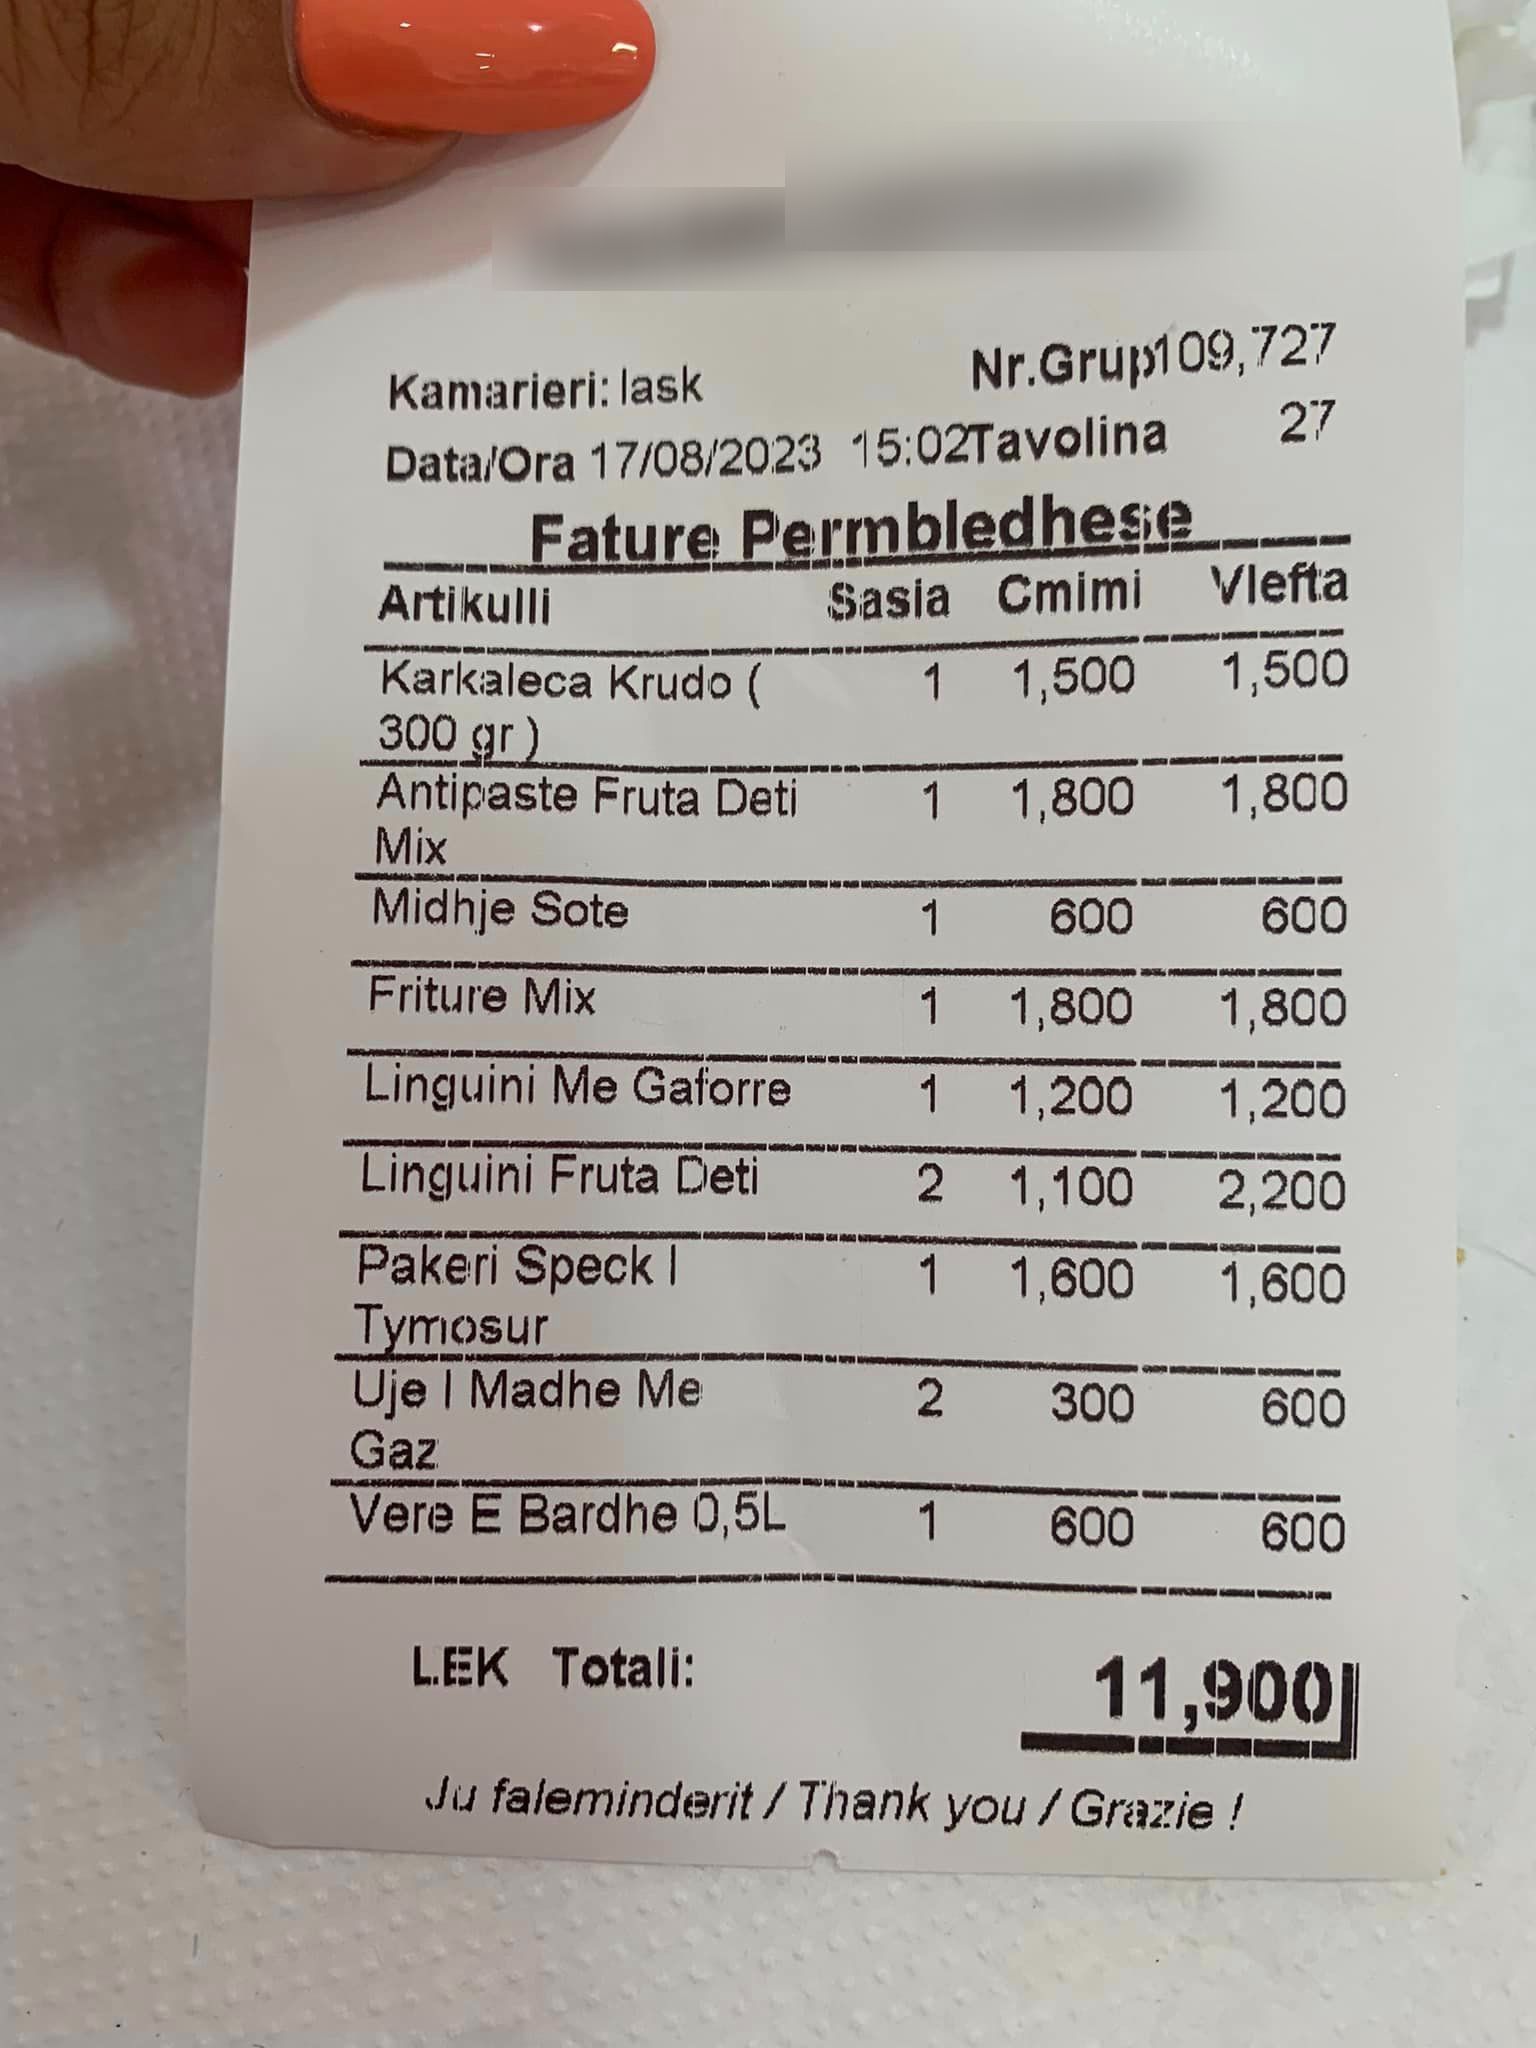 Kamarieri: lask Nr.Grup109,727
Data/Ora 17/08/2023 15:02Tavolina 27
Fature Permbledhese
Artikulli Sasia Cmimi Vlefta
Karkaleca Krudo ( 1 1,500 1,500
300 gr )
Antipaste Fruta Deti 1 1,800 1,800
Mix
Midhje Sote 1 600 600
Friture Mix 1 1,800 1,800
Linguini Me Gaforre 1 1,200 1,200
Linguini Fruta Deti 2 1,100 2,200
Pakeri Speck I 1 1,600 1,600
Tymosur
Uje I Madhe Me 2 300 600
Gaz
Vere E Bardhe 0,5L 1 600 600
LEK Totali: 11,900
Ju faleminderit / Thank you / Grazie !